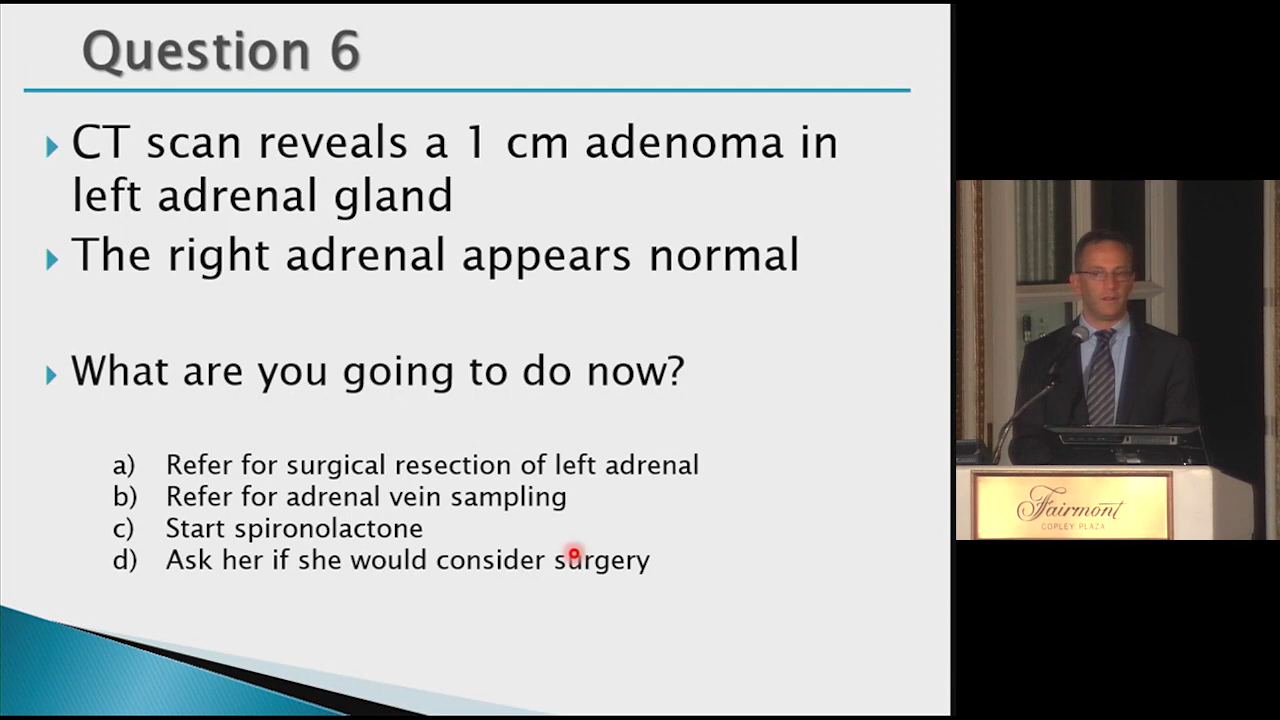 Question 6
CT scan reveals a 1 cm adenoma in
left adrenal gland
The right adrenal appears normal
What are you going to do now?
a) Refer for surgical resection of left adrenal
b) Refer for adrenal vein sampling
c) Start spironolactone
d) Ask her if she would consider surgery
Fairmont
COPLEY PLAZA